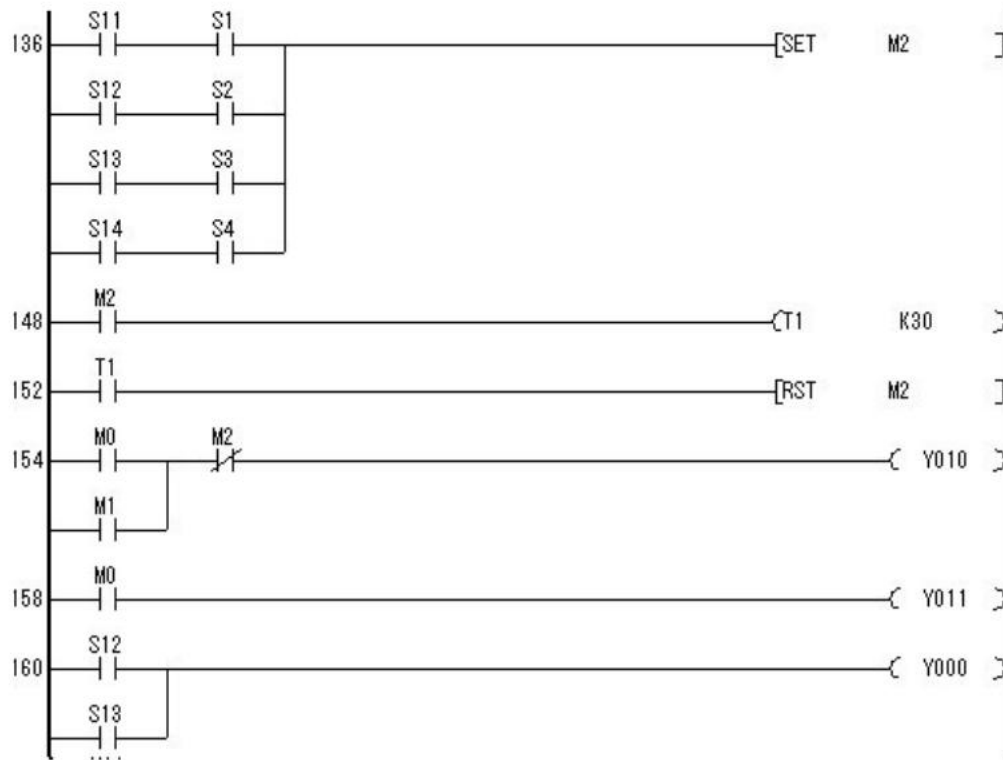 S11 S1
136 [SET M2 ]
S12 S2
S13 S3
S14 S4
M2
148 (T1 K30 )
T1
152 [RST M2 ]
M0 M2
154 ( Y010 )
M1
M0
158 ( Y011 )
S12
160 ( Y000 )
S13